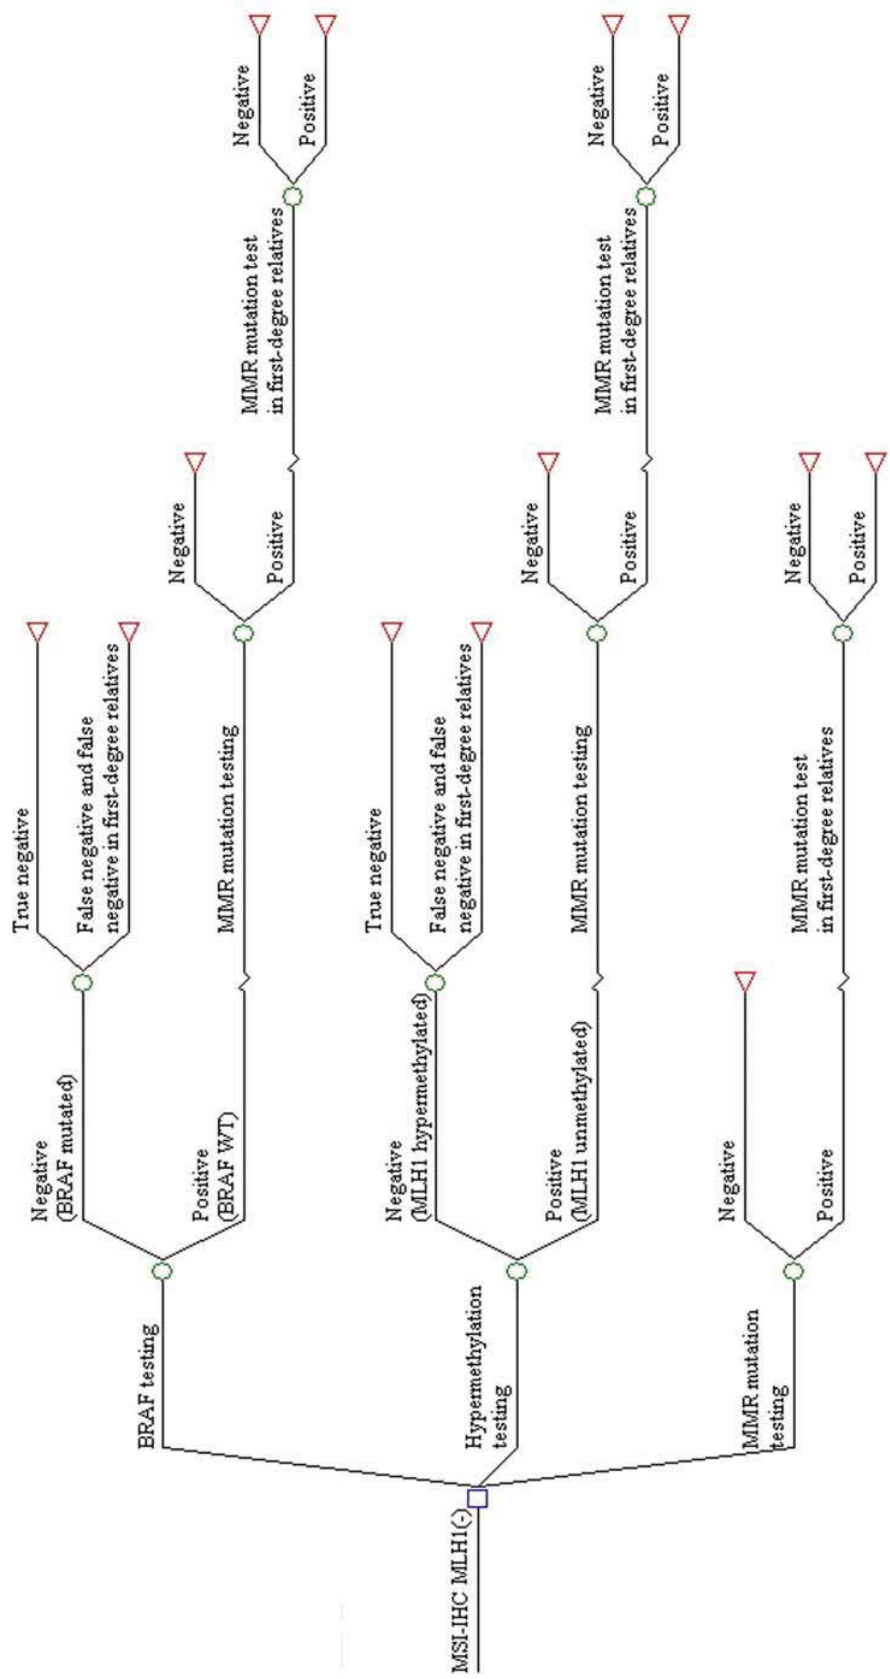 MSI-IHC MLH1(-)
BRAF testing
Negative
(BRAF mutated)
True negative
False negative and false
negative in first-degree relatives
Positive
(BRAF WT)
MMR mutation testing
Negative
Positive
MMR mutation test
in first-degree relatives
Negative
Positive
Hypermethylation
testing
Negative
(MLH1 hypermethylated)
True negative
False negative and false
negative in first-degree relatives
Positive
(MLH1 unmethylated)
MMR mutation testing
Negative
Positive
MMR mutation test
in first-degree relatives
Negative
Positive
MMR mutation
testing
Negative
Positive
MMR mutation test
in first-degree relatives
Negative
Positive